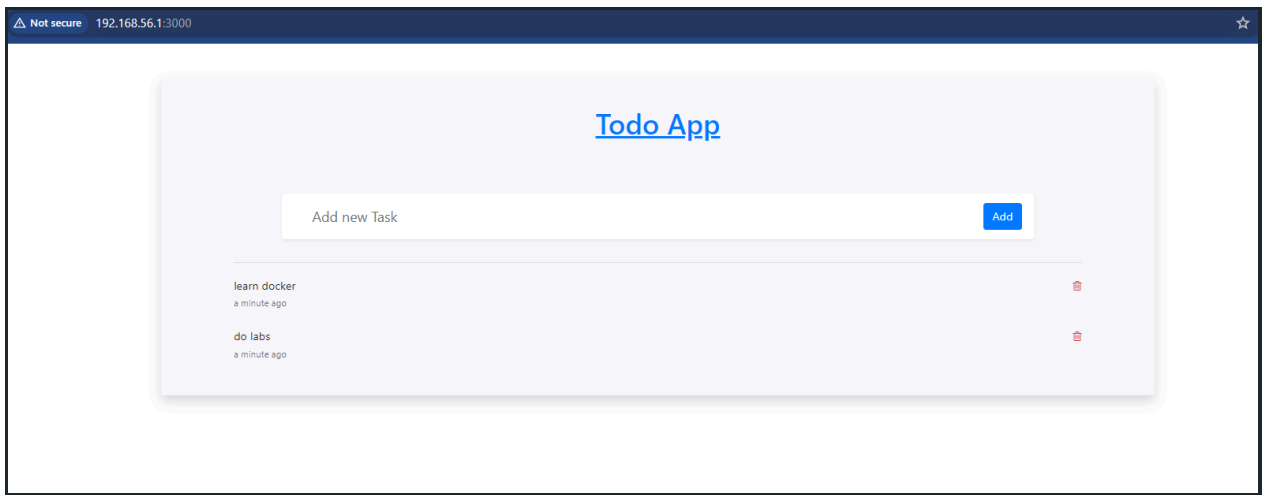 Not secure 192.168.56.1:3000
Todo App
Add new Task Add
learn docker
a minute ago
do labs
a minute ago